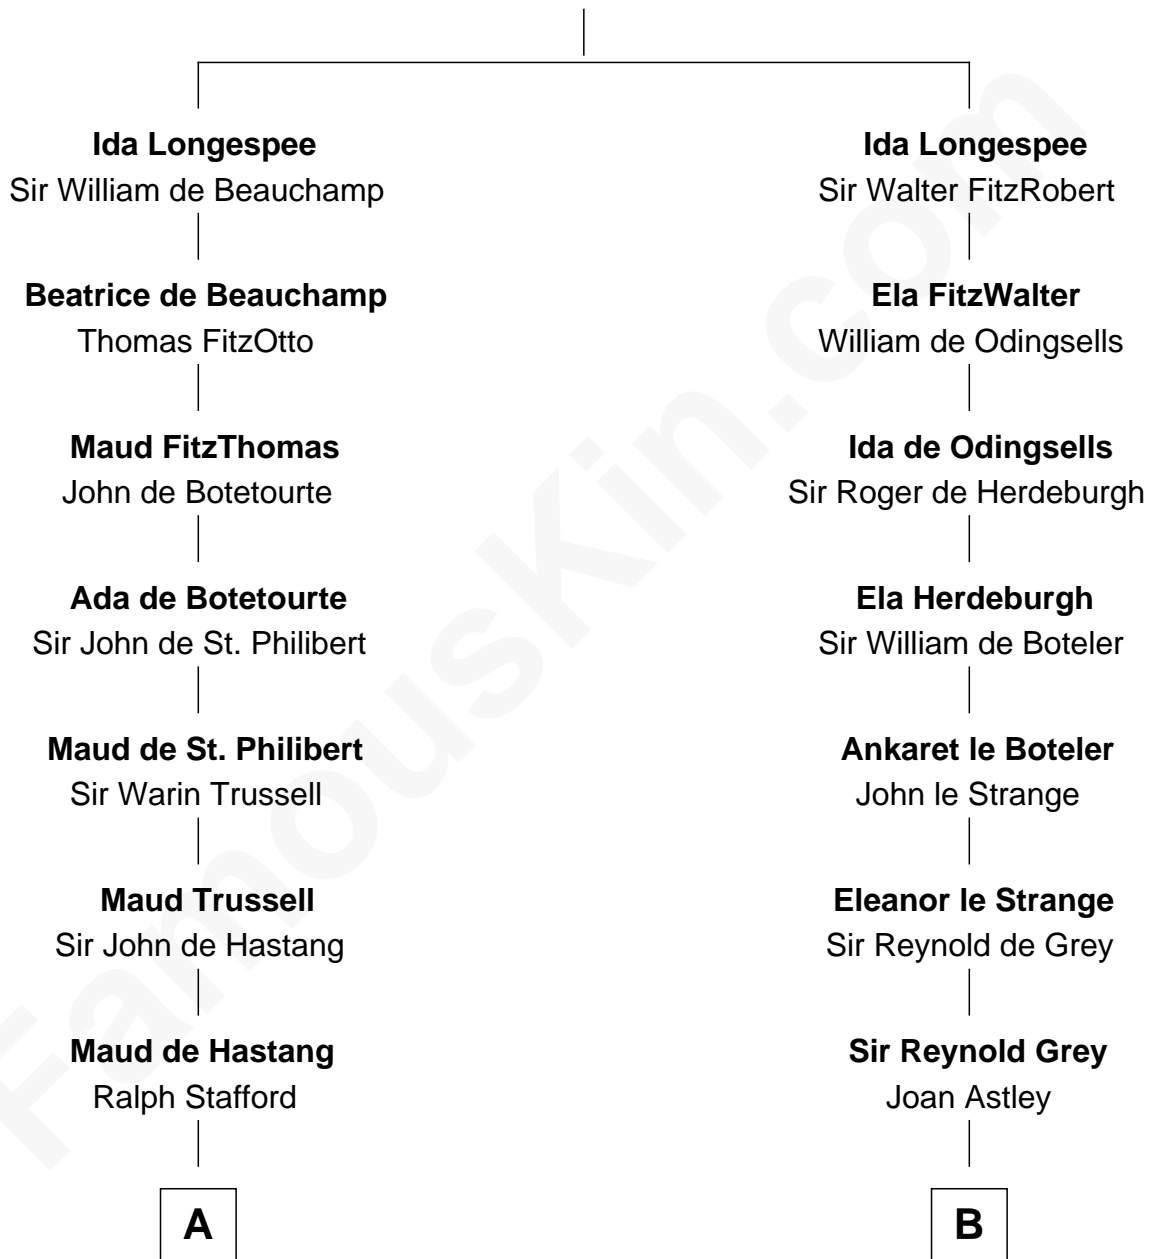 Ida Longespee
Sir William de Beauchamp
Beatrice de Beauchamp
Thomas FitzOtto
Maud FitzThomas
John de Botetourte
Ada de Botetourte
Sir John de St. Philibert
Maud de St. Philibert
Sir Warin Trussell
Maud Trussell
Sir John de Hastang
Maud de Hastang
Ralph Stafford
A
Ida Longespee
Sir Walter FitzRobert
Ela FitzWalter
William de Odingsells
Ida de Odingsells
Sir Roger de Herdeburgh
Ela Herdeburgh
Sir William de Boteler
Ankaret le Boteler
John le Strange
Eleanor le Strange
Sir Reynold de Grey
Sir Reynold Grey
Joan Astley
B
FamousKin.com